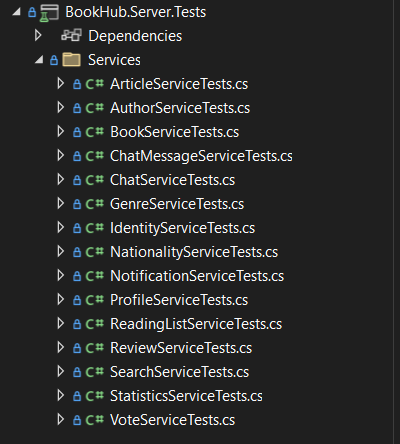 BookHub.Server.Tests
Dependencies
Services
C# ArticleServiceTests.cs
C# AuthorServiceTests.cs
C# BookServiceTests.cs
C# ChatMessageServiceTests.cs
C# ChatServiceTests.cs
C# GenreServiceTests.cs
C# IdentityServiceTests.cs
C# NationalityServiceTests.cs
C# NotificationServiceTests.cs
C# ProfileServiceTests.cs
C# ReadingListServiceTests.cs
C# ReviewServiceTests.cs
C# SearchServiceTests.cs
C# StatisticsServiceTests.cs
C# VoteServiceTests.cs